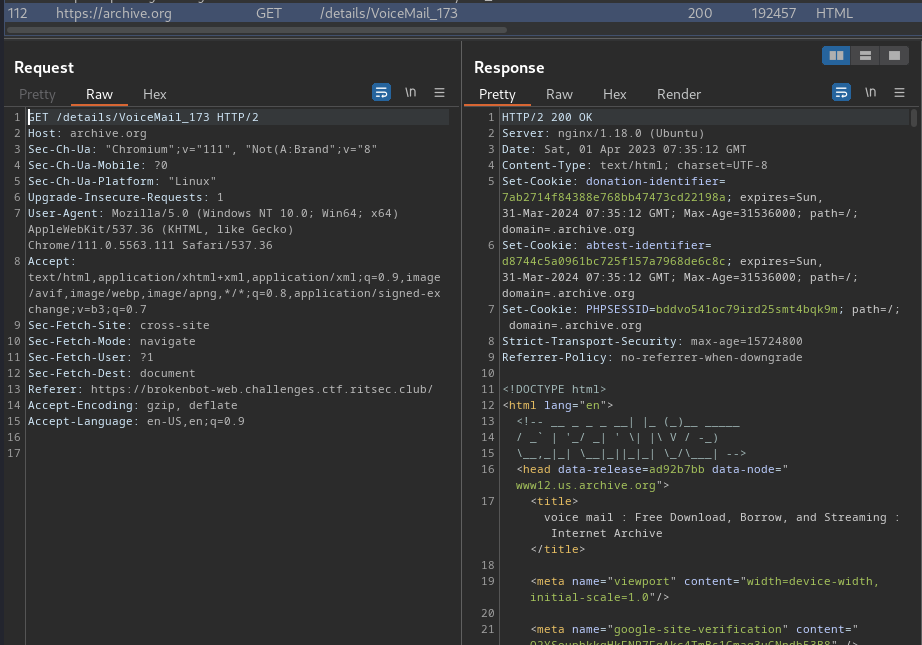 112 https://archive.org GET /details/VoiceMail_173 200 192457 HTML
Request
Pretty Raw Hex \n
1 GET /details/VoiceMail_173 HTTP/2
2 Host: archive.org
3 Sec-Ch-Ua: "Chromium";v="111", "Not(A:Brand";v="8"
4 Sec-Ch-Ua-Mobile: ?0
5 Sec-Ch-Ua-Platform: "Linux"
6 Upgrade-Insecure-Requests: 1
7 User-Agent: Mozilla/5.0 (Windows NT 10.0; Win64; x64)
AppleWebKit/537.36 (KHTML, like Gecko)
Chrome/111.0.5563.111 Safari/537.36
8 Accept:
text/html,application/xhtml+xml,application/xml;q=0.9,image
/avif,image/webp,image/apng,*/*;q=0.8,application/signed-ex
change;v=b3;q=0.7
9 Sec-Fetch-Site: cross-site
10 Sec-Fetch-Mode: navigate
11 Sec-Fetch-User: ?1
12 Sec-Fetch-Dest: document
13 Referer: https://brokenbot-web.challenges.ctf.ritsec.club/
14 Accept-Encoding: gzip, deflate
15 Accept-Language: en-US,en;q=0.9
16
17
Response
Pretty Raw Hex Render \n
1 HTTP/2 200 OK
2 Server: nginx/1.18.0 (Ubuntu)
3 Date: Sat, 01 Apr 2023 07:35:12 GMT
4 Content-Type: text/html; charset=UTF-8
5 Set-Cookie: donation-identifier=
7ab2714f84388e768bb47473cd22198a; expires=Sun,
31-Mar-2024 07:35:12 GMT; Max-Age=31536000; path=/;
domain=.archive.org
6 Set-Cookie: abtest-identifier=
d8744c5a0961bc725f157a7968de6c8c; expires=Sun,
31-Mar-2024 07:35:12 GMT; Max-Age=31536000; path=/;
domain=.archive.org
7 Set-Cookie: PHPSESSID=bddvo541oc79ird25smt4bqk9m; path=/;
domain=.archive.org
8 Strict-Transport-Security: max-age=15724800
9 Referrer-Policy: no-referrer-when-downgrade
10
11 <!DOCTYPE html>
12 <html lang="en">
13 <!-- __ _ _ _ __| |_ (_)__ _____
14 / _` | '_/ _| ' \| |\ V / -_)
15 \__,_|_| \__|_||_|_| \_/\___| -->
16 <head data-release=ad92b7bb data-node="
www12.us.archive.org">
17 <title>
voice mail : Free Download, Borrow, and Streaming :
Internet Archive
</title>
18
19 <meta name="viewport" content="width=device-width,
initial-scale=1.0"/>
20
21 <meta name="google-site-verification" content="